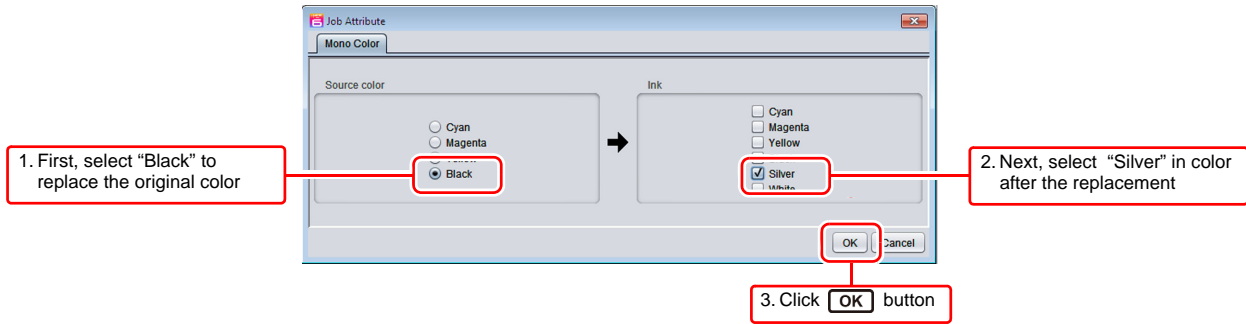 Job Attribute
Mono Color
Source color
Ink
Cyan
Magenta
Black
Cyan
Magenta
Yellow
Silver
White
1. First, select “Black” to
replace the original color
2. Next, select “Silver” in color
after the replacement
OK
Cancel
3. Click OK button